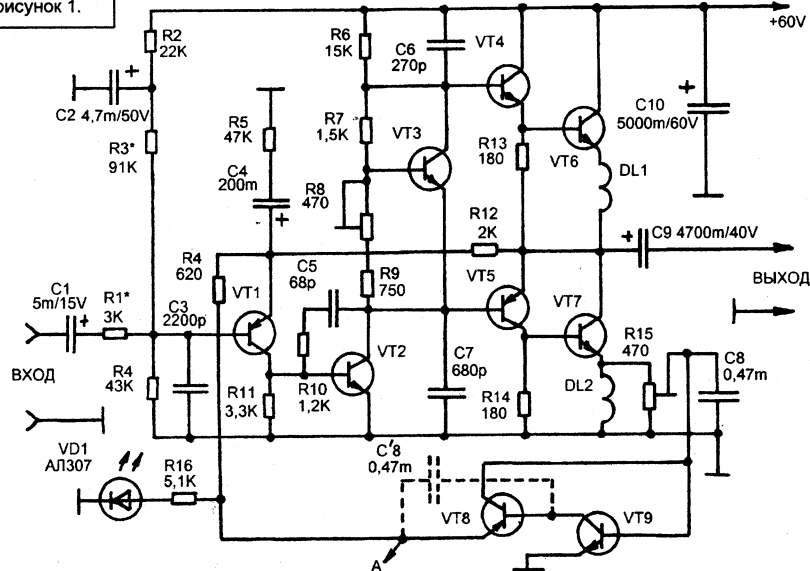 рисунок 1.
+60V
R2
22K
R6
15K
C6
270p
VT4
C2 4,7m/50V
R5
47K
R7
1,5K
VT3
C10
5000m/60V
R3*
91K
C4
200m
R8
470
R13
180
VT6
DL1
R12
2K
C9 4700m/40V
R4
620
C5
68p
R9
750
VT5
ВЫХОД
C1
5m/15V
R1*
3K
C3
2200p
VT1
VT7
R15
470
ВХОД
VT2
C7
680p
C8
0,47m
R4
43K
R11
3,3K
R10
1,2K
R14
180
DL2
VD1
АЛ307
R16
5,1K
C'8
0,47m
VT8
VT9
A